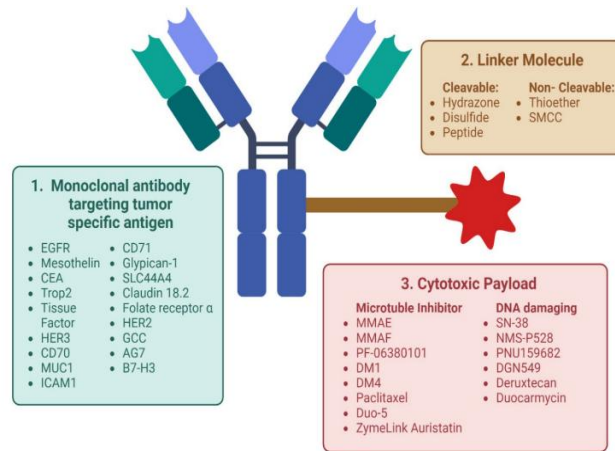 2. Linker Molecule
Cleavable:
• Hydrazone
• Disulfide
• Peptide
Non- Cleavable:
• Thioether
• SMCC
1. Monoclonal antibody
targeting tumor
specific antigen
• EGFR
• Mesothelin
• CEA
• Trop2
• Tissue
Factor
• HER3
• CD70
• MUC1
• ICAM1
• CD71
• Glypican-1
• SLC44A4
• Claudin 18.2
• Folate receptor α
• HER2
• GCC
• AG7
• B7-H3
3. Cytotoxic Payload
Microtuble Inhibitor
• MMAE
• MMAF
• PF-06380101
• DM1
• DM4
• Paclitaxel
• Duo-5
• ZymeLink Auristatin
DNA damaging
• SN-38
• NMS-P528
• PNU159682
• DGN549
• Deruxtecan
• Duocarmycin